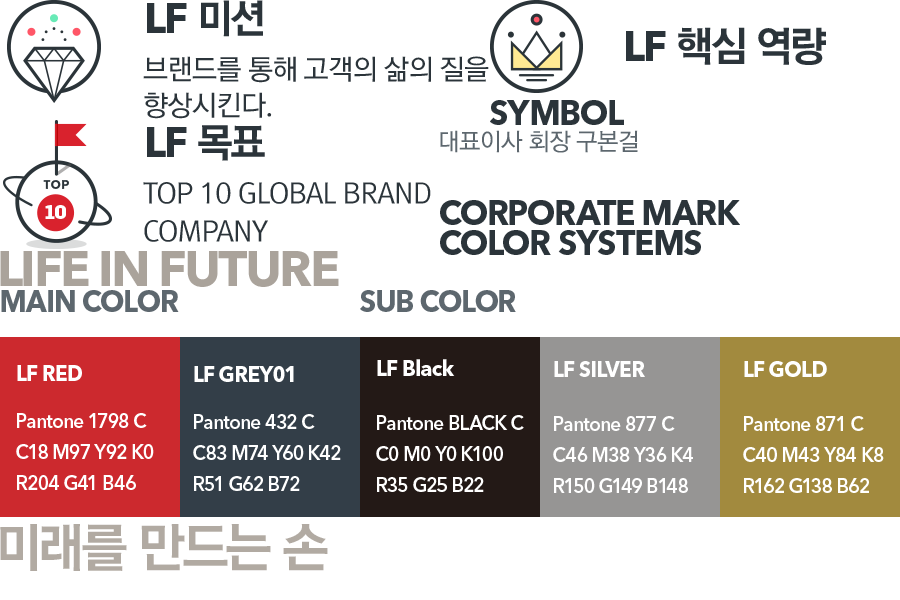 LF 미션
브랜드를 통해 고객의 삶의 질을
향상시킨다.
LF 목표
TOP
10
TOP 10 GLOBAL BRAND
COMPANY
LF 핵심 역량
SYMBOL
대표이사 회장 구본걸
CORPORATE MARK
COLOR SYSTEMS
LIFE IN FUTURE
MAIN COLOR
SUB COLOR
LF RED
Pantone 1798 C
C18 M97 Y92 K0
R204 G41 B46
LF GREY01
Pantone 432 C
C83 M74 Y60 K42
R51 G62 B72
LF Black
Pantone BLACK C
C0 M0 Y0 K100
R35 G25 B22
LF SILVER
Pantone 877 C
C46 M38 Y36 K4
R150 G149 B148
LF GOLD
Pantone 871 C
C40 M43 Y84 K8
R162 G138 B62
미래를 만드는 손